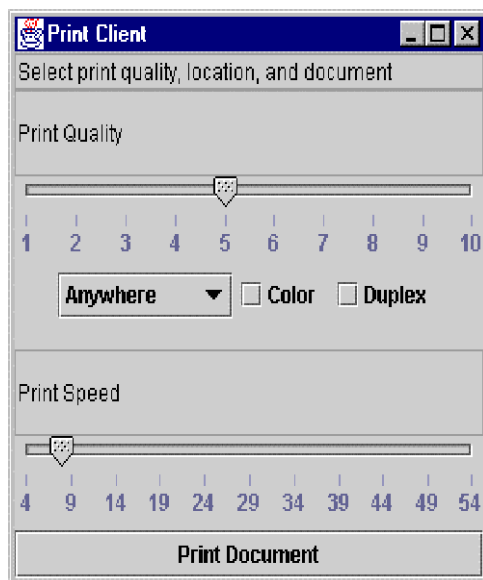 Print Client
Select print quality, location, and document
Print Quality
1 2 3 4 5 6 7 8 9 10
Anywhere Color Duplex
Print Speed
4 9 14 19 24 29 34 39 44 49 54
Print Document